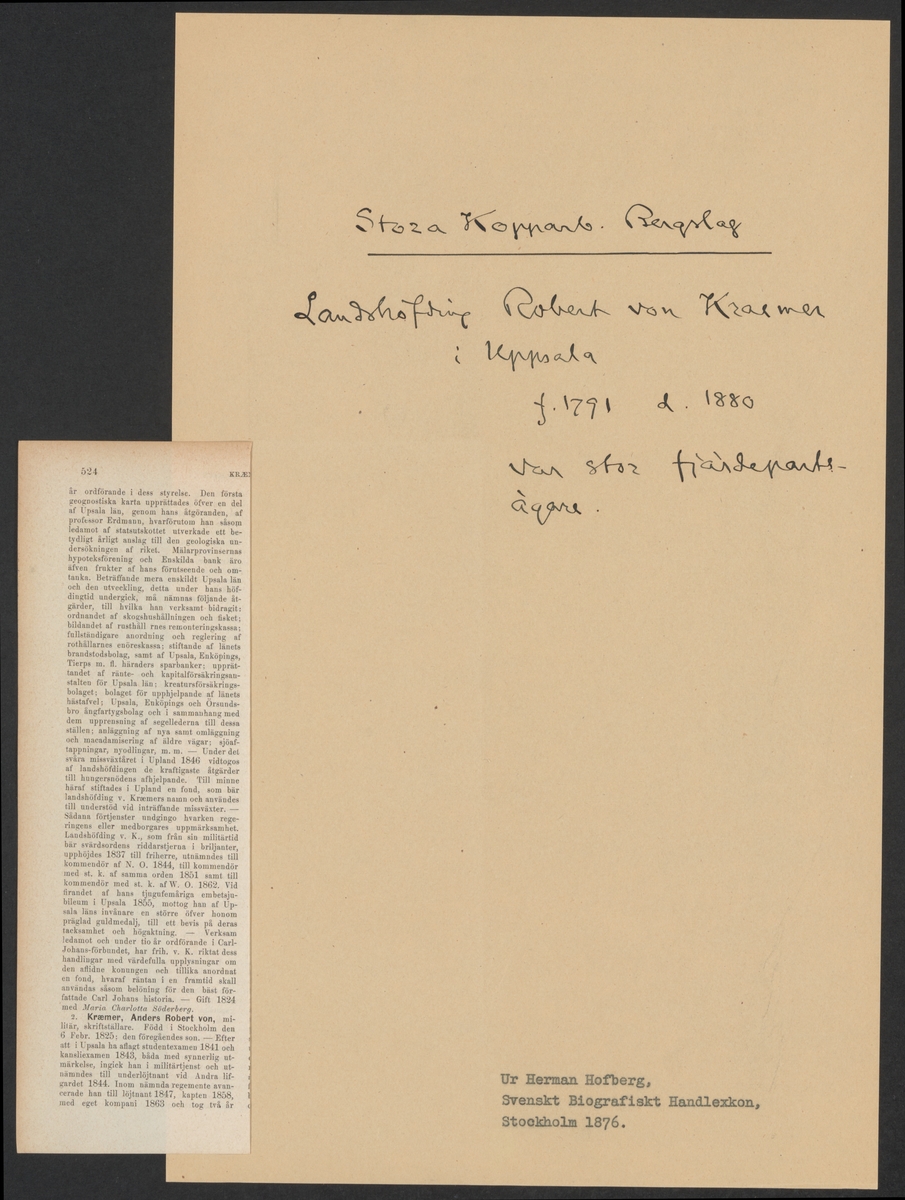 Stora Kopparb. Bergslag
Landshöfding Robert von Kraemer
i Uppsala
f. 1791 d. 1880
var stor fjärdeparts-
ägare.
524
KRÆ
är ordförande i dess styrelse. Den första
geognostiska karta upprättades öfver en del
af Upsala län, genom hans åtgöranden, af
professor Erdmann, hvarförutom han såsom
ledamot af statsutskottet utverkade ett be-
tydligt årligt anslag till den geologiska un-
dersökningen af riket. Mälarprovinsernas
hypoteksförening och Enskilda bank äro
äfven frukter af hans förutseende och om-
tanka. Beträffande mera enskildt Upsala län
och den utveckling, detta under hans höf-
dingtid undergick, må nämnas följande åt-
gärder, till hvilka han verksamt bidragit:
ordnandet af skogshushållningen och fisket;
bildandet af rusthåll rnes remonteringskassa;
fullständigare anordning och reglering af
rothållarnes enöreskassa; stiftande af länets
brandstodsbolag, samt af Upsala, Enköpings,
Tierps m. fl. häraders sparbanker; upprät-
tandet af ränte- och kapitalförsäkringsan-
stalten för Upsala län; kreatursförsäkrings-
bolaget; bolaget för upphjelpande af länets
hästafvel; Upsala, Enköpings och Örsunds-
bro ångfartygsbolag och i sammanhang med
dem upprensning af segellederna till dessa
ställen; anläggning af nya samt omläggning
och macadamisering af äldre vägar; sjöaf-
tappningar, nyodlingar, m. m. — Under det
svåra missväxtåret i Upland 1846 vidtogos
af landshöfdingen de kraftigaste åtgärder
till hungersnödens afhjelpande. Till minne
häraf stiftades i Upland en fond, som bär
landshöfding v. Kræmers namn och användes
till understöd vid inträffande missväxter. —
Sådana förtjenster undgingo hvarken rege-
ringens eller medborgares uppmärksamhet.
Landshöfding v. K., som från sin militärtid
bär svärdsordens riddarstjerna i briljanter,
upphöjdes 1837 till friherre, utnämndes till
kommendör af N. O. 1844, till kommendör
med st. k. af samma orden 1851 samt till
kommendör med st. k. af W. O. 1862. Vid
firandet af hans tjugufemåriga embetsju-
bileum i Upsala 1855, mottog han af Up-
sala läns invånare en större öfver honom
präglad guldmedalj, till ett bevis på deras
tacksamhet och högaktning. — Verksam
ledamot och under tio år ordförande i Carl-
Johans-förbundet, har frih. v. K. riktat dess
handlingar med värdefulla upplysningar om
den aflidne konungen och tillika anordnat
en fond, hvaraf räntan i en framtid skall
användas såsom belöning för den bäst för-
fattade Carl Johans historia. — Gift 1824
med Maria Charlotta Söderberg.
2. Kræmer, Anders Robert von, mi-
litär, skriftställare. Född i Stockholm den
6 Febr. 1825; den föregåendes son. — Efter
att i Upsala ha aflagt studentexamen 1841 och
kansliexamen 1843, båda med synnerlig ut-
märkelse, ingick han i militärtjenst och ut-
nämndes till underlöjtnant vid Andra lif-
gardet 1844. Inom nämnda regemente avan-
cerade han till löjtnant 1847, kapten 1858,
med eget kompani 1863 och tog två år
Ur Herman Hofberg,
Svenskt Biografiskt Handlexkon,
Stockholm 1876.